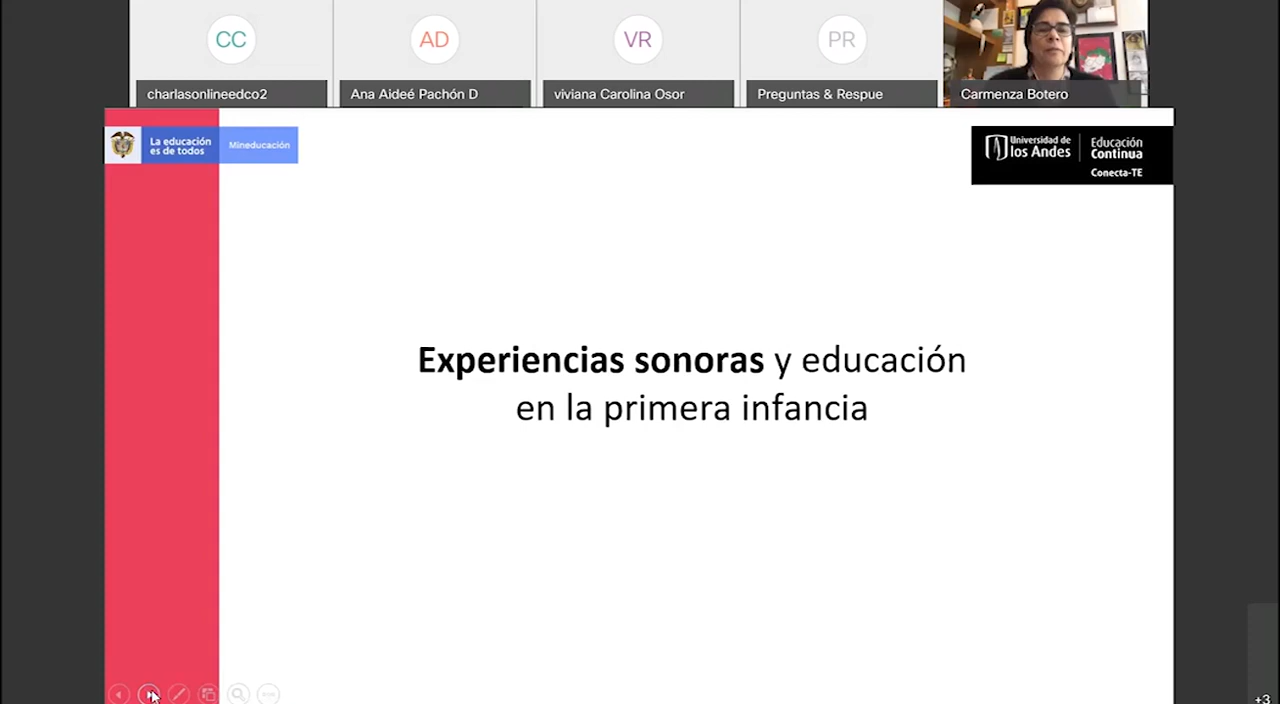 CC
AD
VR
PR
charlasonlineedco2
Ana Aideé Pachón D
viviana Carolina Osor
Preguntas & Respue
Carmenza Botero
La educación
es de todos
Mineducación
Universidad de
los Andes
Educación
Continua
Conecta-TE
Experiencias sonoras y educación
en la primera infancia
+3